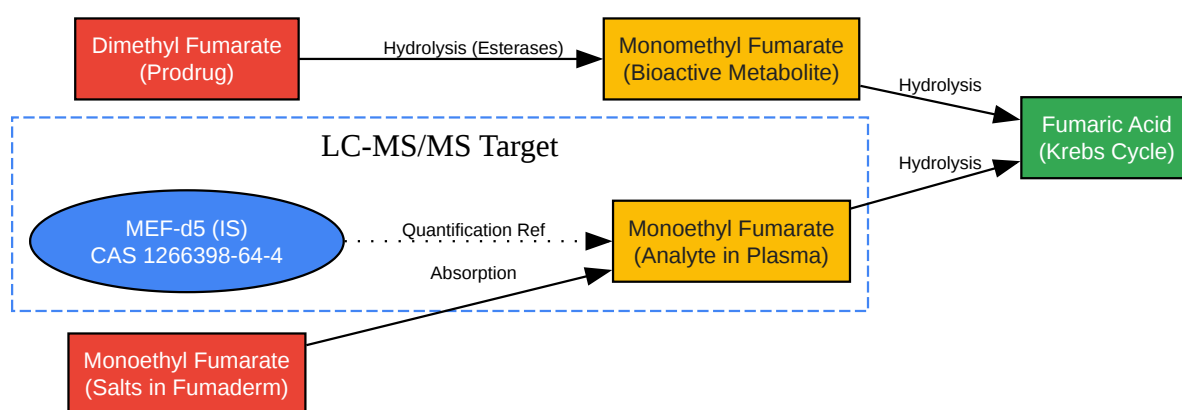 Dimethyl Fumarate
(Prodrug)
Hydrolysis (Esterases)
Monomethyl Fumarate
(Bioactive Metabolite)
Hydrolysis
Fumaric Acid
(Krebs Cycle)
LC-MS/MS Target
Hydrolysis
MEF-d5 (IS)
CAS 1266398-64-4
Quantification Ref
Monoethyl Fumarate
(Analyte in Plasma)
Absorption
Monoethyl Fumarate
(Salts in Fumaderm)